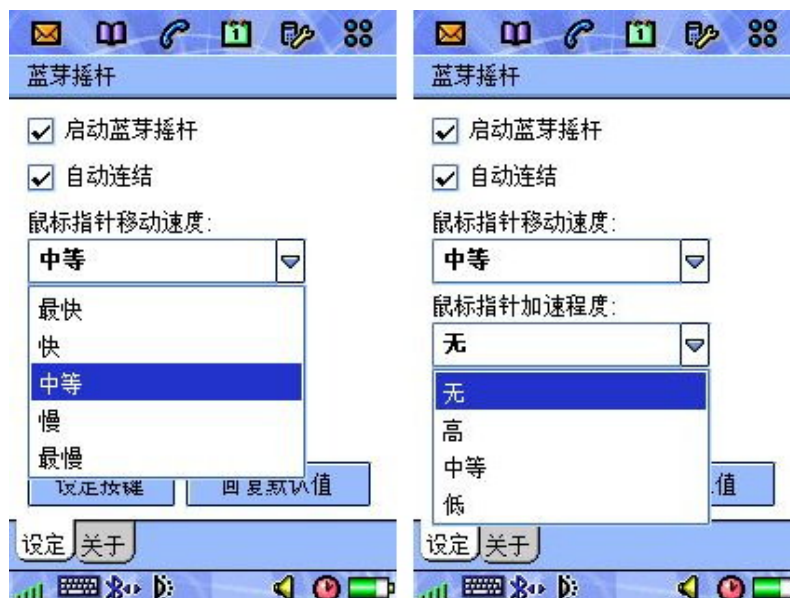 蓝芽摇杆
启动蓝芽摇杆
自动连结
鼠标指针移动速度:
中等
最快
快
中等
慢
最慢
设定按键
回复默认值
设定
关于
蓝芽摇杆
启动蓝芽摇杆
自动连结
鼠标指针移动速度:
中等
鼠标指针加速程度:
无
无
高
中等
低
值
设定
关于